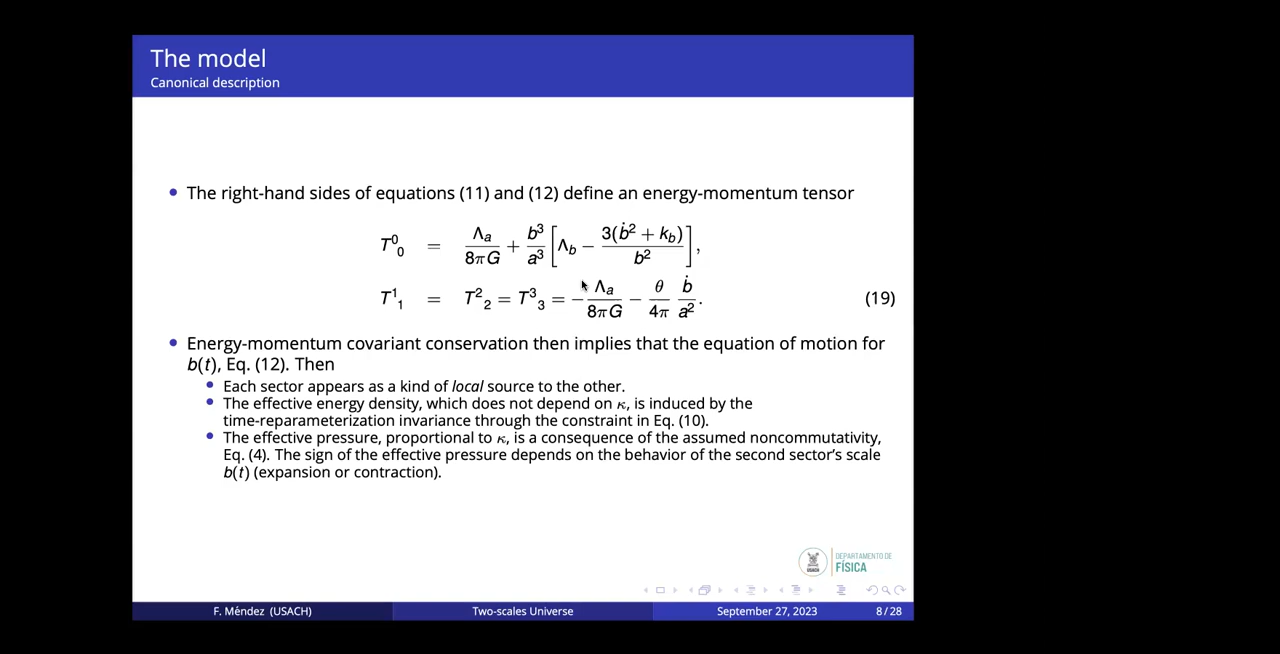 The model
Canonical description
• The right-hand sides of equations (11) and (12) define an energy-momentum tensor
T⁰₀ = Λₐ/8πG + b³/a³ [Λ_b − 3(ḃ² + k_b)/b²],
T¹₁ = T²₂ = T³₃ = −Λₐ/8πG − θ/4π ḃ/a². (19)
• Energy-momentum covariant conservation then implies that the equation of motion for
b(t), Eq. (12). Then
• Each sector appears as a kind of local source to the other.
• The effective energy density, which does not depend on κ, is induced by the
time-reparameterization invariance through the constraint in Eq. (10).
• The effective pressure, proportional to κ, is a consequence of the assumed noncommutativity,
Eq. (4). The sign of the effective pressure depends on the behavior of the second sector's scale
b(t) (expansion or contraction).
DEPARTAMENTO DE
FÍSICA
F. Méndez (USACH) Two-scales Universe September 27, 2023 8/28